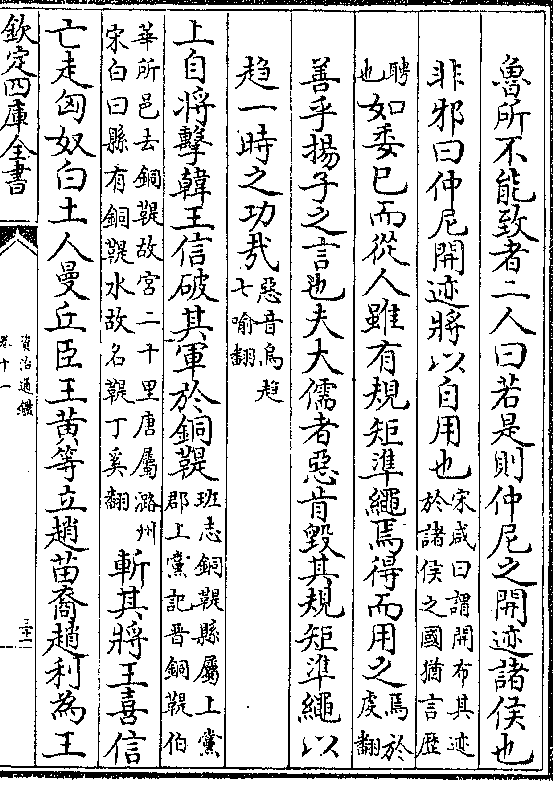 魯所不能致者二人曰若是則仲尼之開迹諸侯也
非邪曰仲尼開迹將以自用也宋咸曰謂開布其迹於諸侯之國猶言歷
聘也如委已而從人雖有規矩準繩焉得而用之焉於虔翻
善乎揚子之言也夫大儒者惡肯毀其規矩準繩以
趨一時之功哉惡音烏趨七喻翻
上自將擊韓王信破其軍於銅鞮班志銅鞮縣屬上黨郡上黨記晉銅鞮伯
華所邑去銅鞮故宫二十里唐屬潞州宋白曰縣有銅鞮水故名鞮丁奚翻斬其將王喜信
亡走匈奴白土人曼丘臣王黄等立趙苗裔趙利為王
欽定四庫全書
資治通鑑
卷十一
三十二